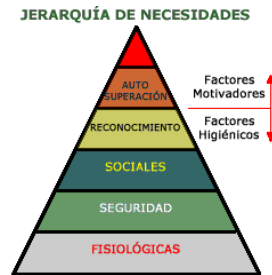 JERARQUÍA DE NECESIDADES
AUTO
SUPERACIÓN
Factores
Motivadores
RECONOCIMIENTO
Factores
Higiénicos
SOCIALES
SEGURIDAD
FISIOLÓGICAS